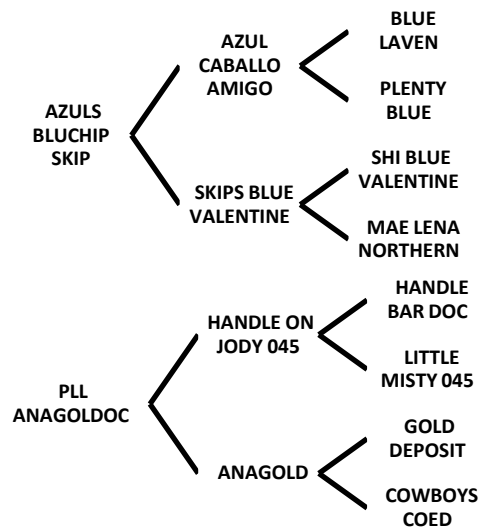 AZULS
BLUCHIP
SKIP
AZUL
CABALLO
AMIGO
BLUE
LAVEN
PLENTY
BLUE
SKIPS BLUE
VALENTINE
SHI BLUE
VALENTINE
MAE LENA
NORTHERN
PLL
ANAGOLDOC
HANDLE ON
JODY 045
HANDLE
BAR DOC
LITTLE
MISTY 045
ANAGOLD
GOLD
DEPOSIT
COWBOYS
COED